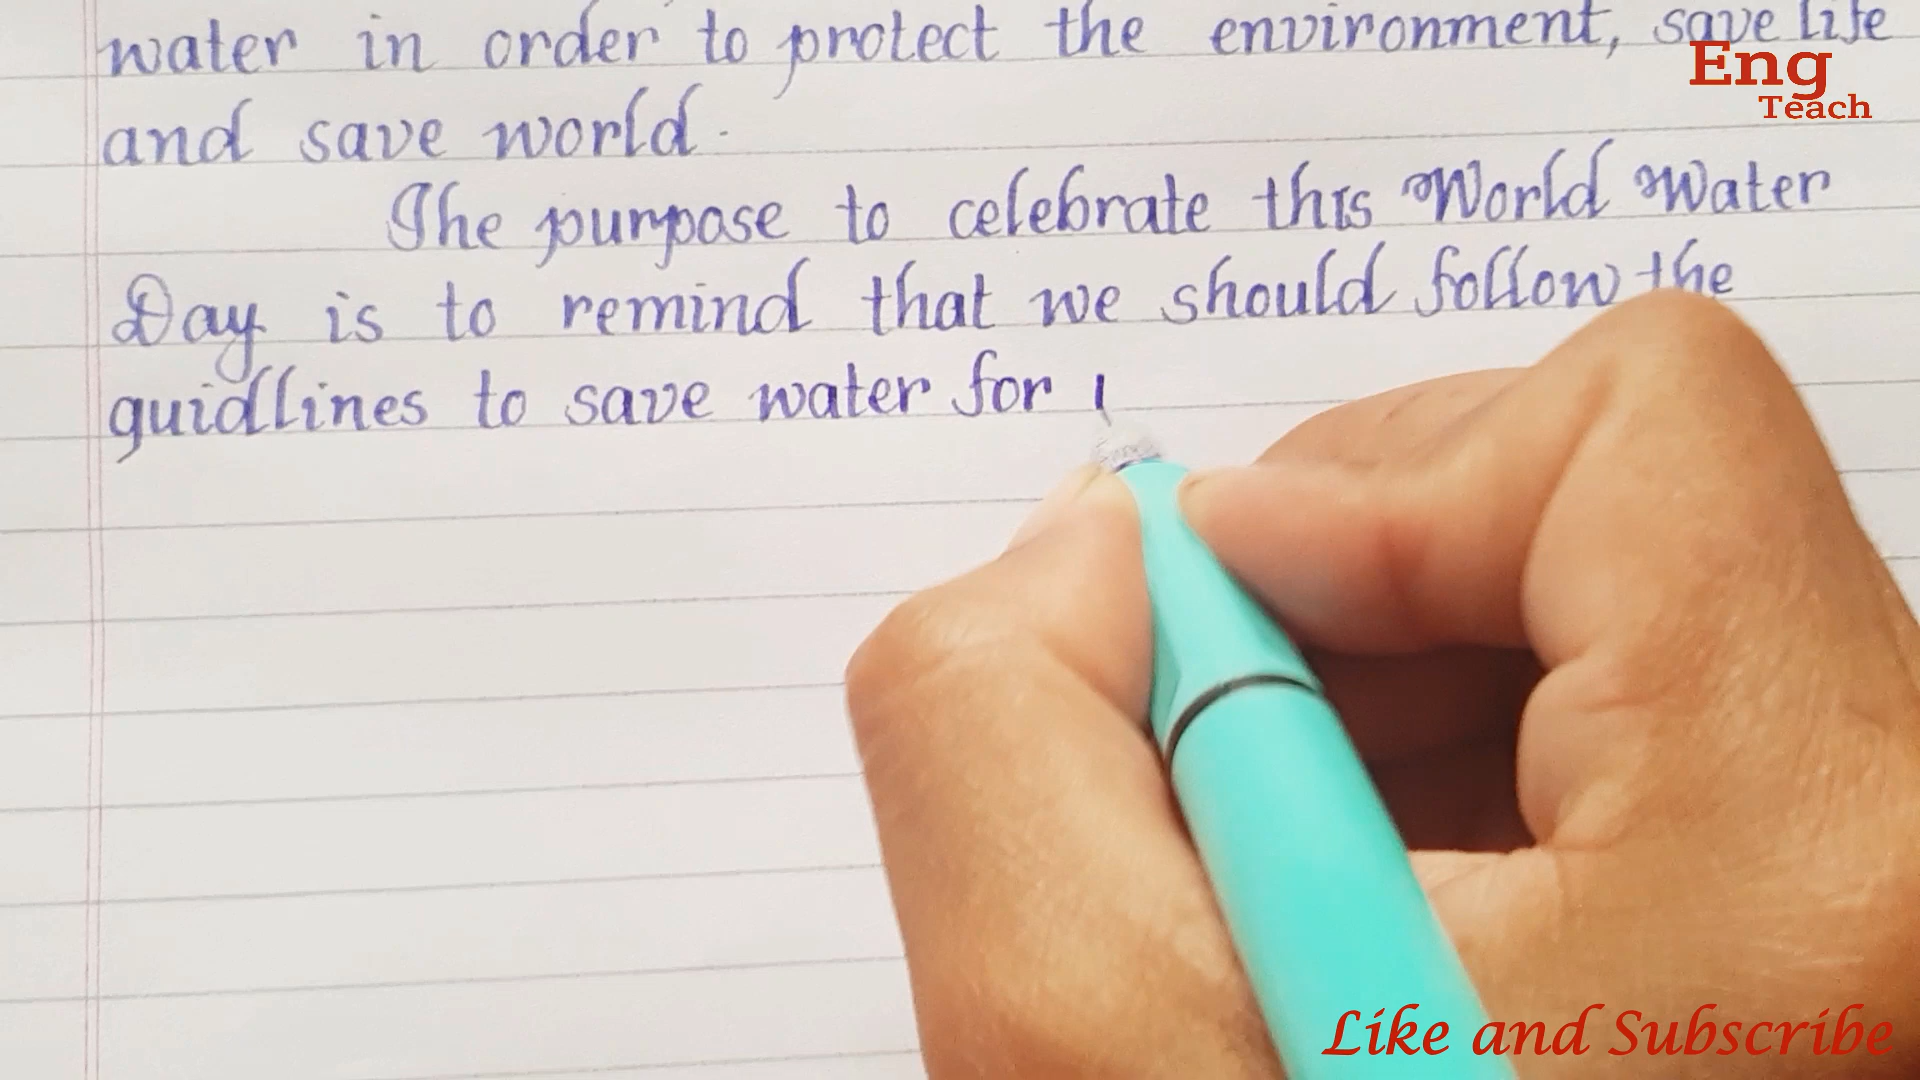 water in order to protect the environment, save life
Eng
Teach
and save world.
The purpose to celebrate this World Water
Day is to remind that we should follow the
guidlines to save water for
Like and Subscribe